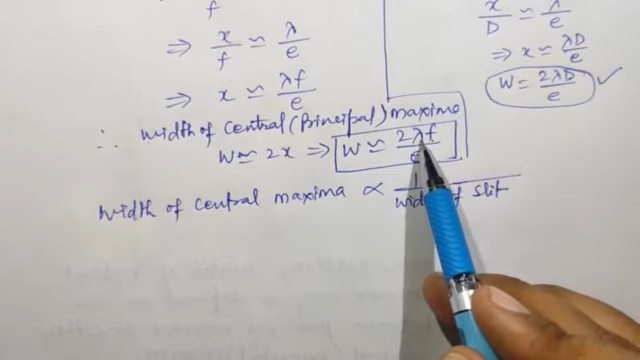 f
⇒ x/f ≃ λ/e
⇒ x ≃ λf/e
∴ width of Central (Principal) maxima
W ≃ 2x ⇒ W ≃ 2λf/e
width of central maxima ∝ 1/width of slit
x/D ≃ λ/e
⇒ x ≃ λD/e
W = 2λD/e ✓